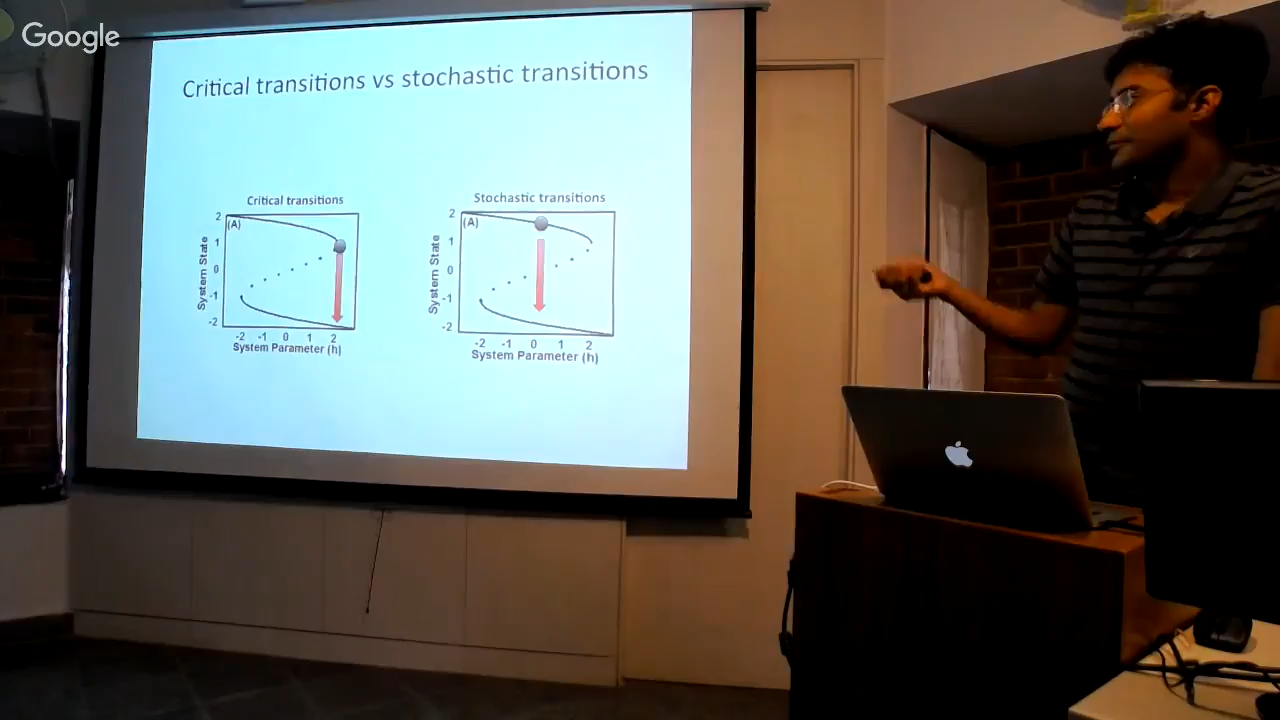 Google
Critical transitions vs stochastic transitions
Critical transitions
(A)
System State
2
1
0
-1
-2
-2 -1 0 1 2
System Parameter (h)
Stochastic transitions
(A)
System State
2
1
0
-1
-2
-2 -1 0 1 2
System Parameter (h)